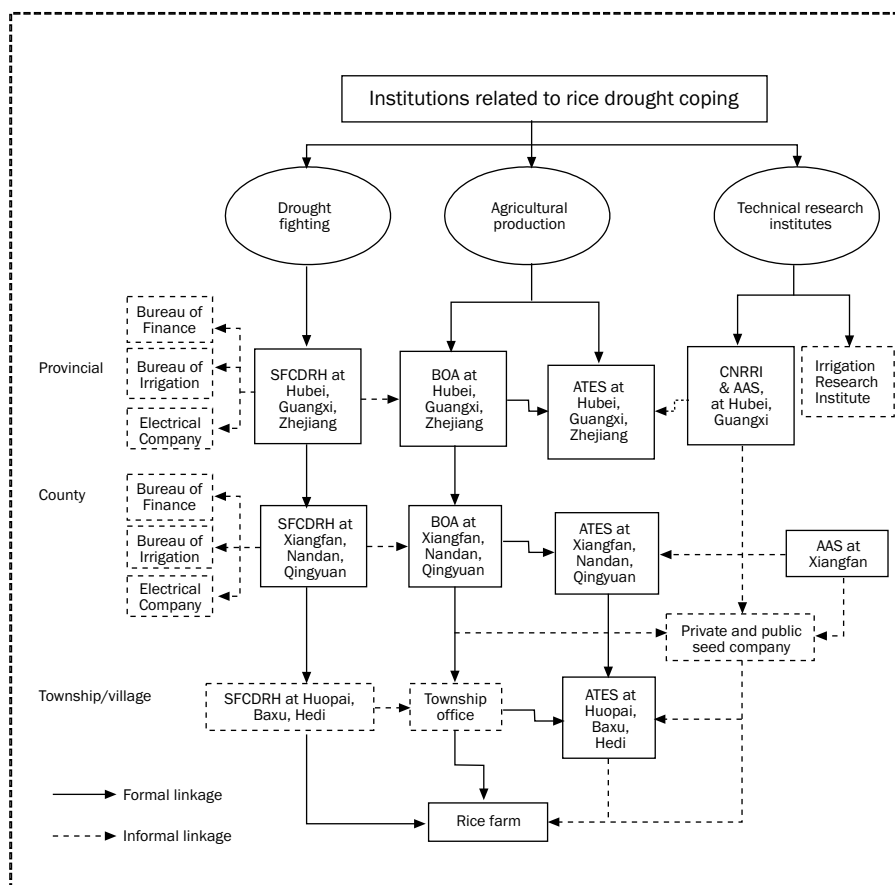 Institutions related to rice drought coping
Drought
fighting
Agricultural
production
Technical research
institutes
Provincial
Bureau of
Finance
Bureau of
Irrigation
Electrical
Company
SFCDRH at
Hubei,
Guangxi,
Zhejiang
BOA at
Hubei,
Guangxi,
Zhejiang
ATES at
Hubei,
Guangxi,
Zhejiang
CNRRI
& AAS,
at Hubei,
Guangxi
Irrigation
Research
Institute
County
Bureau of
Finance
Bureau of
Irrigation
Electrical
Company
SFCDRH at
Xiangfan,
Nandan,
Qingyuan
BOA at
Xiangfan,
Nandan,
Qingyuan
ATES at
Xiangfan,
Nandan,
Qingyuan
AAS at
Xiangfan
Private and public
seed company
Township/village
SFCDRH at Huopai,
Baxu, Hedi
Township
office
ATES at
Huopai,
Baxu,
Hedi
Formal linkage
Informal linkage
Rice farm